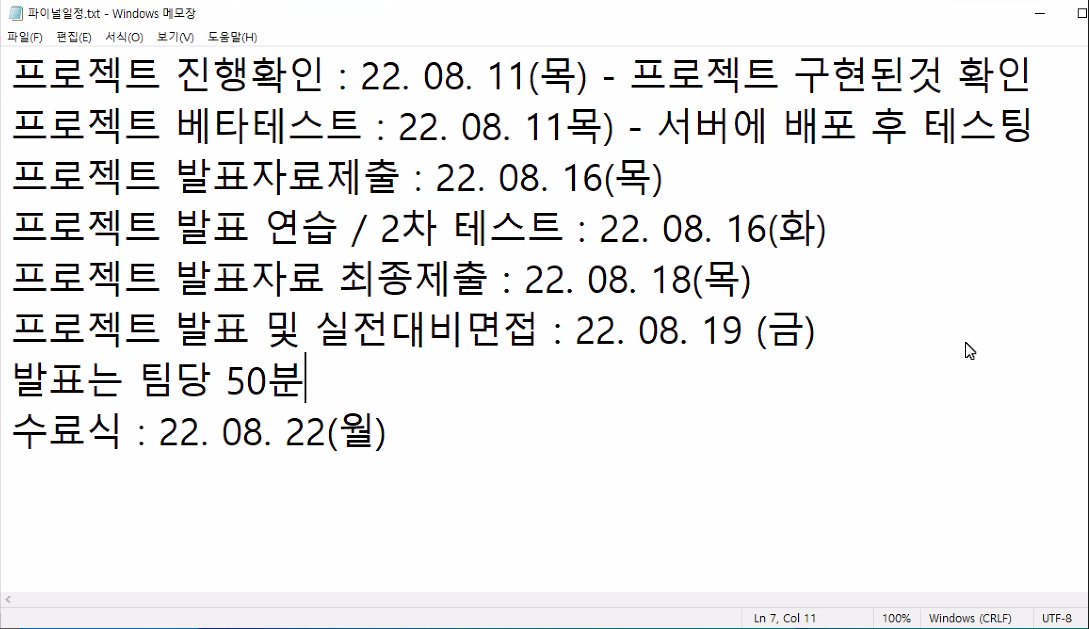 파이널일정.txt - Windows 메모장
파일(F) 편집(E) 서식(O) 보기(V) 도움말(H)
프로젝트 진행확인 : 22. 08. 11(목) - 프로젝트 구현된것 확인
프로젝트 베타테스트 : 22. 08. 11목) - 서버에 배포 후 테스팅
프로젝트 발표자료제출 : 22. 08. 16(목)
프로젝트 발표 연습 / 2차 테스트 : 22. 08. 16(화)
프로젝트 발표자료 최종제출 : 22. 08. 18(목)
프로젝트 발표 및 실전대비면접 : 22. 08. 19 (금)
발표는 팀당 50분
수료식 : 22. 08. 22(월)
Ln 7, Col 11 100% Windows (CRLF) UTF-8